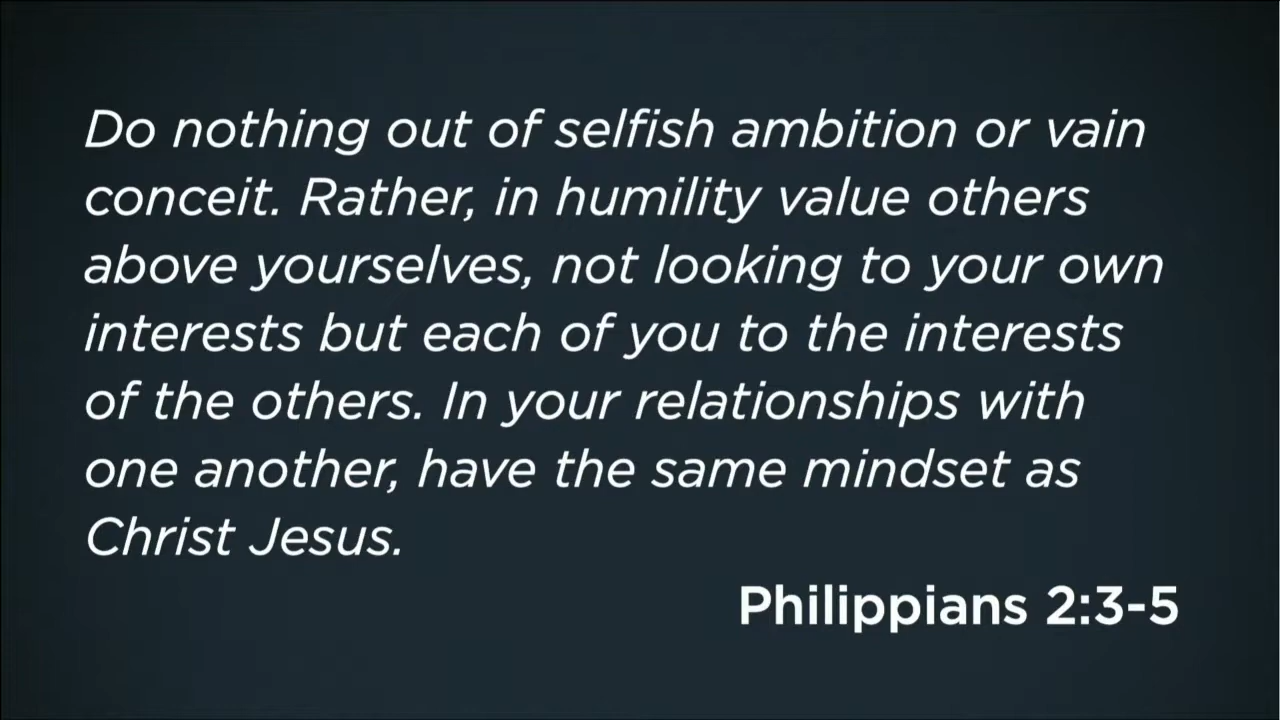 Do nothing out of selfish ambition or vain
conceit. Rather, in humility value others
above yourselves, not looking to your own
interests but each of you to the interests
of the others. In your relationships with
one another, have the same mindset as
Christ Jesus.
Philippians 2:3-5